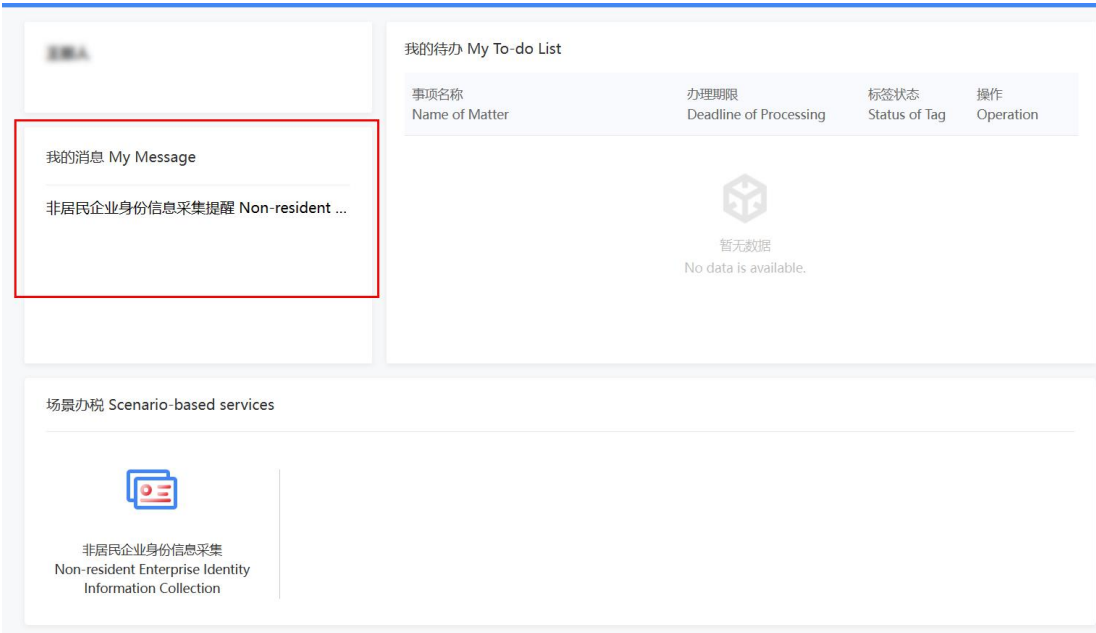 我的消息 My Message
非居民企业身份信息采集提醒 Non-resident ...
我的待办 My To-do List
事项名称
Name of Matter
办理期限
Deadline of Processing
标签状态
Status of Tag
操作
Operation
暂无数据
No data is available.
场景办税 Scenario-based services
非居民企业身份信息采集
Non-resident Enterprise Identity
Information Collection